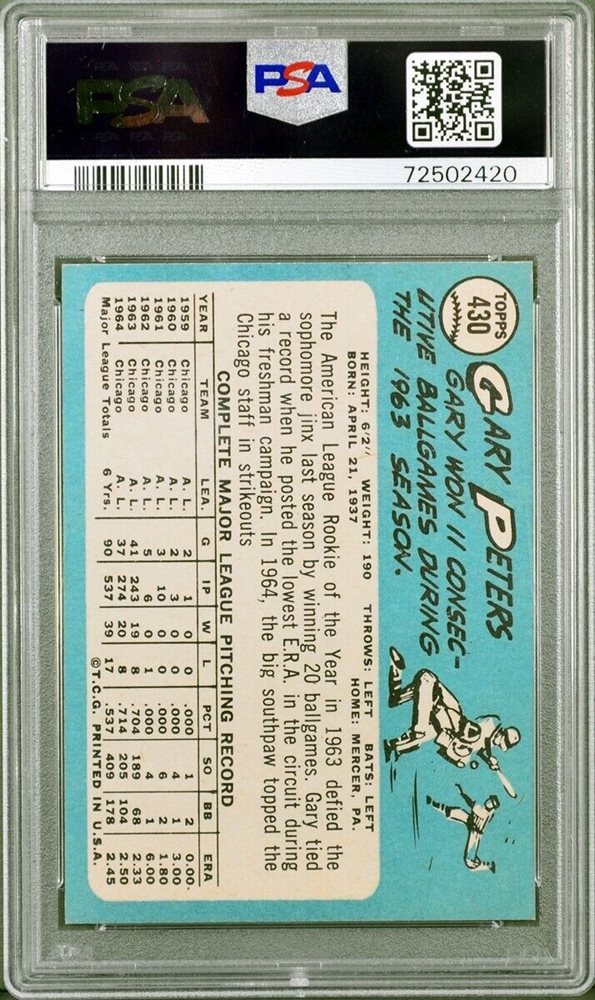 PSA
PSA
72502420
TOPPS
430
GARY PETERS
GARY WON 11 CONSEC-
UTIVE BALLGAMES DURING
THE 1963 SEASON.
HEIGHT: 6'2" WEIGHT: 190 THROWS: LEFT BATS: LEFT
BORN: APRIL 21, 1937 HOME: MERCER, PA.
The American League Rookie of the Year in 1963 defied the
sophomore jinx last season by winning 20 ballgames. Gary tied
a record when he posted the lowest E.R.A. in the circuit during
his freshman campaign. In 1964, the big southpaw topped the
Chicago staff in strikeouts
COMPLETE MAJOR LEAGUE PITCHING RECORD
YEAR TEAM LEA. G IP W L PCT SO BB ERA
1959 Chicago A. L. 2 1 0 0 .000 1 2 0.00
1960 Chicago A. L. 2 3 0 0 .000 4 1 3.00
1961 Chicago A. L. 3 10 0 0 .000 6 2 1.80
1962 Chicago A. L. 5 6 0 1 .000 4 1 6.00
1963 Chicago A. L. 41 243 19 8 .704 189 68 2.33
1964 Chicago A. L. 37 274 20 8 .714 205 104 2.50
Major League Totals 6 Yrs. 90 537 39 17 .537 409 178 2.45
©T.C.G. PRINTED IN U.S.A.